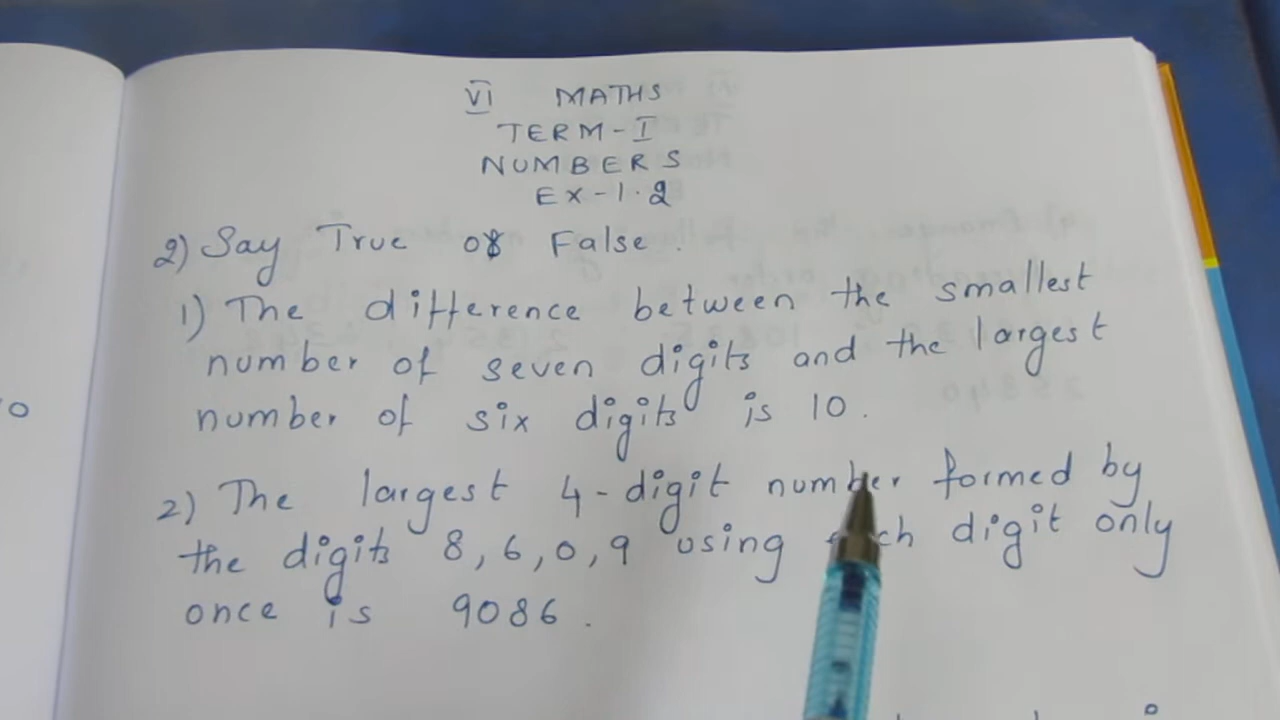 VI MATHS
TERM-I
NUMBERS
EX-1.2
2) Say True or False.
1) The difference between the smallest
number of seven digits and the largest
number of six digits is 10.
2) The largest 4-digit number formed by
the digits 8, 6, 0, 9 using digit only
once is 9086.